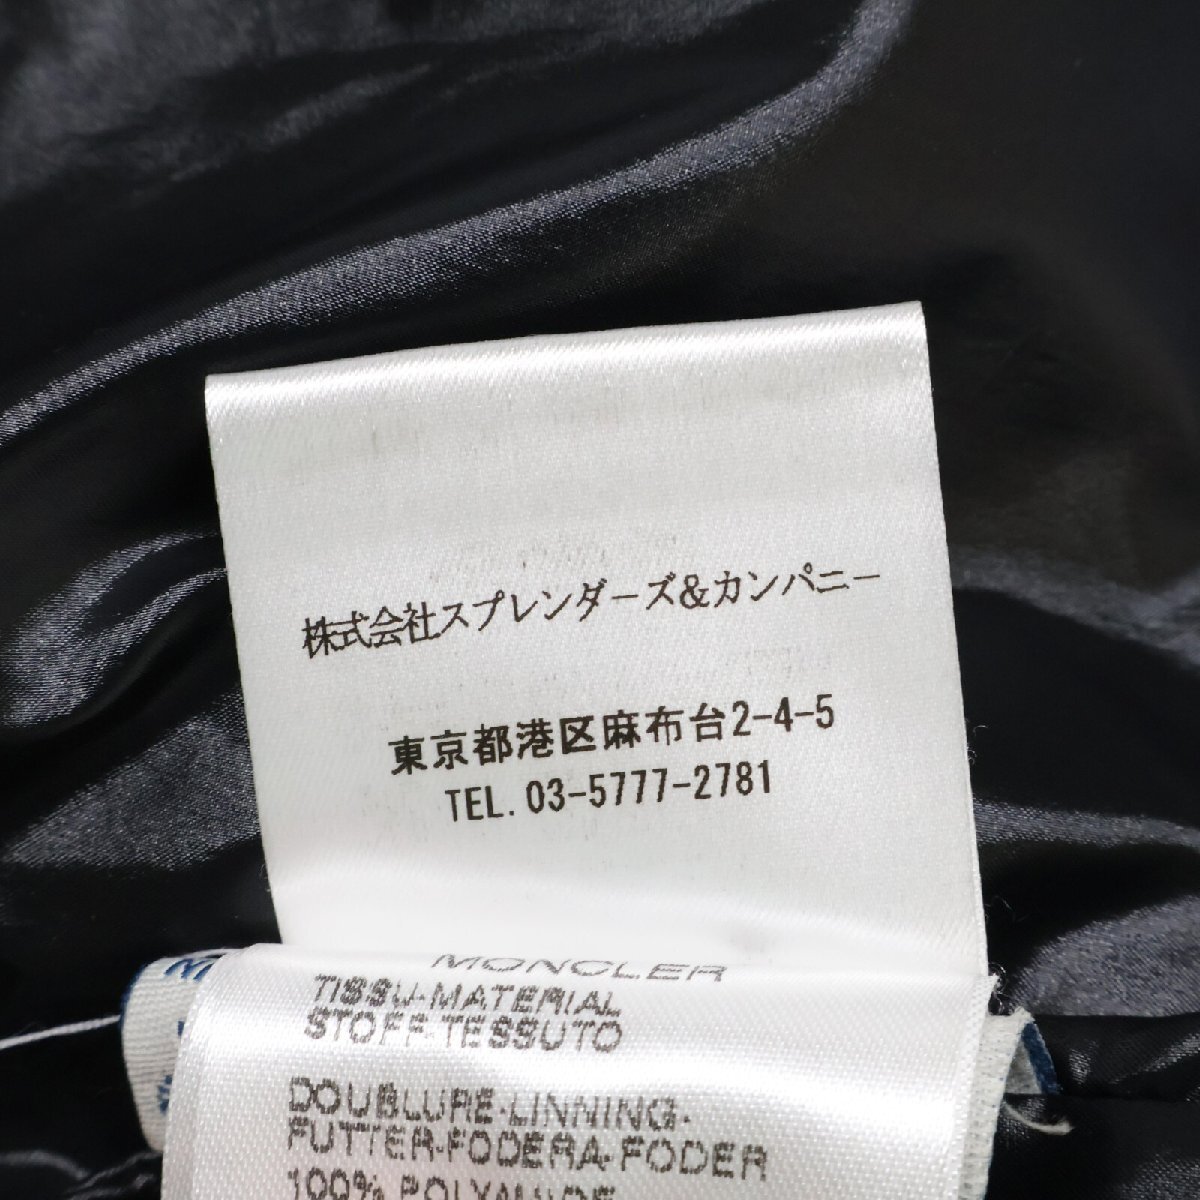 株式会社スプレンダーズ&カンパニー
東京都港区麻布台2-4-5
TEL. 03-5777-2781
MONCLER
TISSU-MATERIAL
STOFF-TESSUTO
DOUBLURE-LINNING-
FUTTER-FODERA-FODER
100%